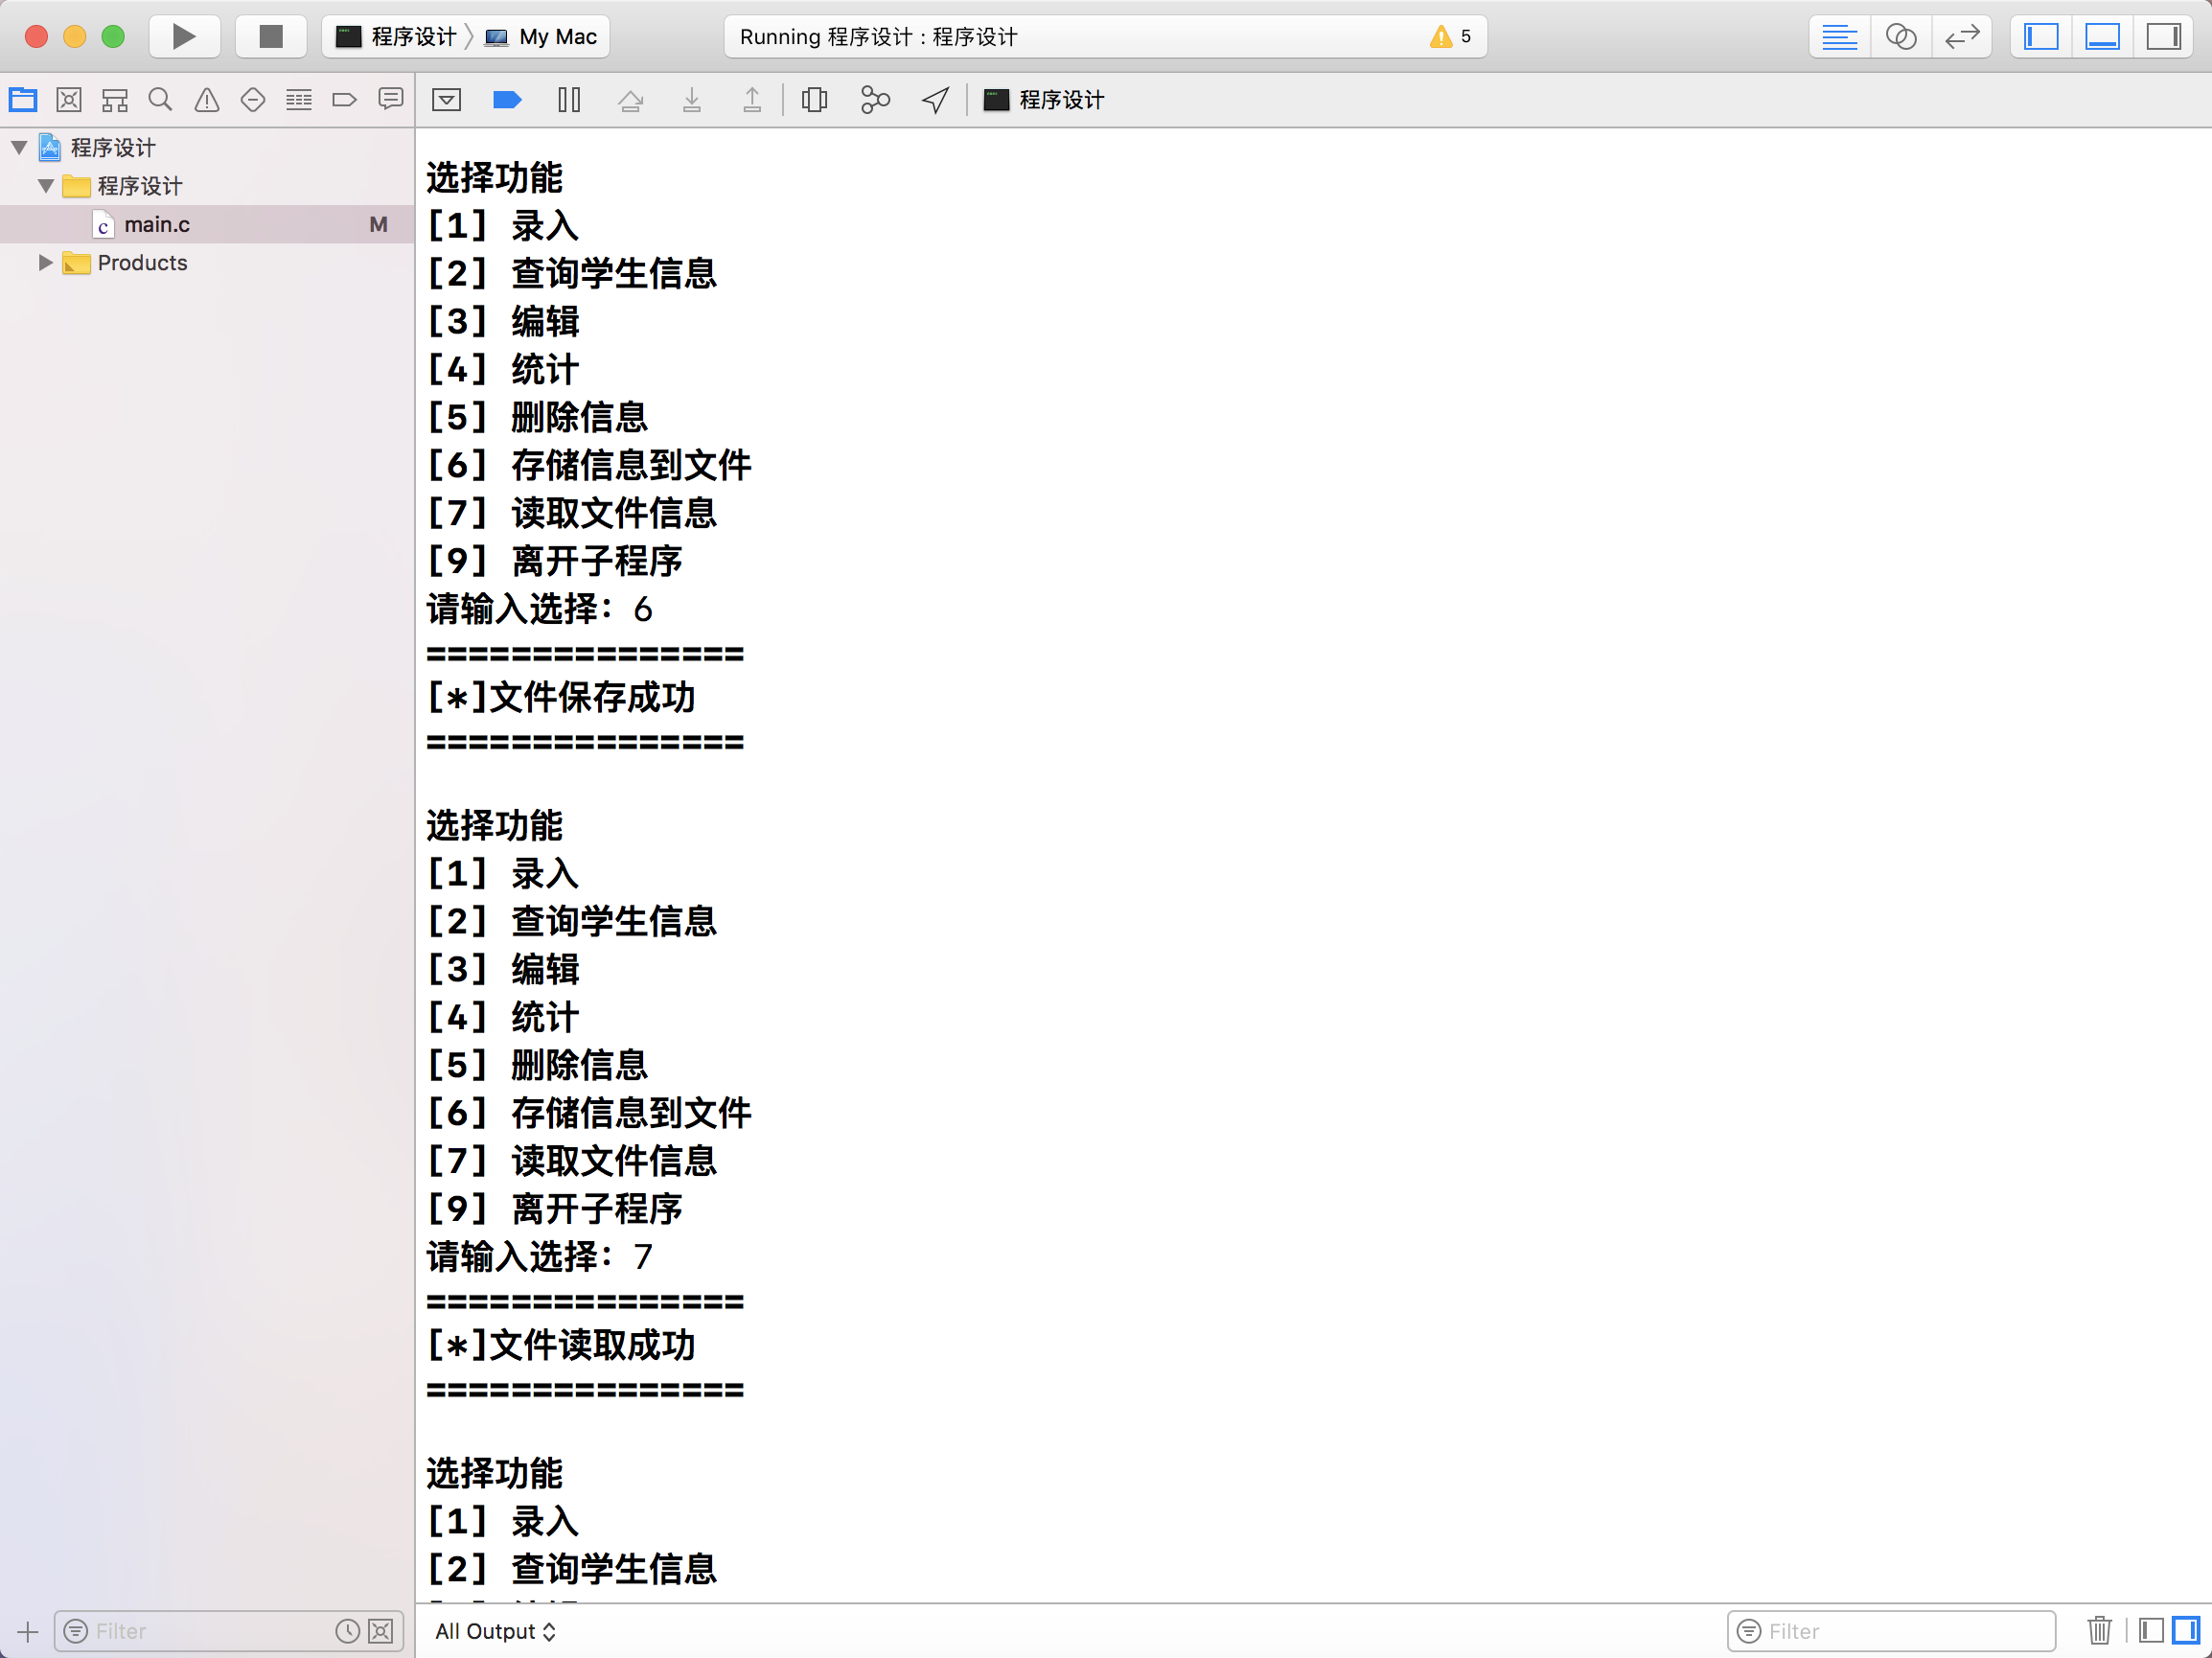 程序设计 My Mac
Running 程序设计 : 程序设计
5
程序设计
程序设计
程序设计
main.c M
Products
选择功能
[1] 录入
[2] 查询学生信息
[3] 编辑
[4] 统计
[5] 删除信息
[6] 存储信息到文件
[7] 读取文件信息
[9] 离开子程序
请输入选择：6
===============
[*]文件保存成功
===============
选择功能
[1] 录入
[2] 查询学生信息
[3] 编辑
[4] 统计
[5] 删除信息
[6] 存储信息到文件
[7] 读取文件信息
[9] 离开子程序
请输入选择：7
===============
[*]文件读取成功
===============
选择功能
[1] 录入
[2] 查询学生信息
Filter
All Output
Filter